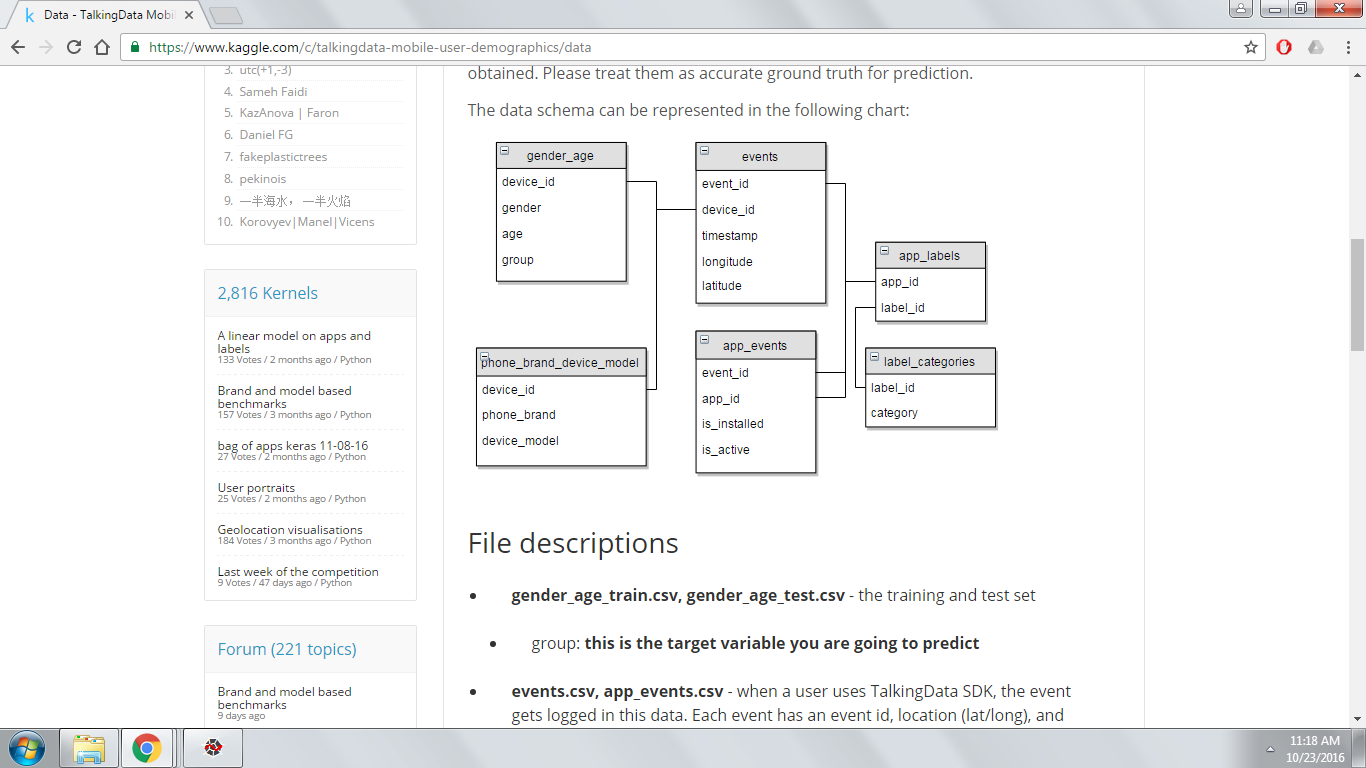 Data - TalkingData Mobi
https://www.kaggle.com/c/talkingdata-mobile-user-demographics/data
3. utc(+1,-3)
4. Sameh Faidi
5. KazAnova | Faron
6. Daniel FG
7. fakeplastictrees
8. pekinois
9. 一半海水， 一半火焰
10. Korovyev|Manel|Vicens
2,816 Kernels
A linear model on apps and
labels
133 Votes / 2 months ago / Python
Brand and model based
benchmarks
157 Votes / 3 months ago / Python
bag of apps keras 11-08-16
27 Votes / 2 months ago / Python
User portraits
25 Votes / 2 months ago / Python
Geolocation visualisations
184 Votes / 3 months ago / Python
Last week of the competition
9 Votes / 47 days ago / Python
Forum (221 topics)
Brand and model based
benchmarks
9 days ago
obtained. Please treat them as accurate ground truth for prediction.
The data schema can be represented in the following chart:
gender_age
device_id
gender
age
group
events
event_id
device_id
timestamp
longitude
latitude
app_labels
app_id
label_id
phone_brand_device_model
device_id
phone_brand
device_model
app_events
event_id
app_id
is_installed
is_active
label_categories
label_id
category
File descriptions
• gender_age_train.csv, gender_age_test.csv - the training and test set
• group: this is the target variable you are going to predict
• events.csv, app_events.csv - when a user uses TalkingData SDK, the event
gets logged in this data. Each event has an event id, location (lat/long), and
11:18 AM
10/23/2016